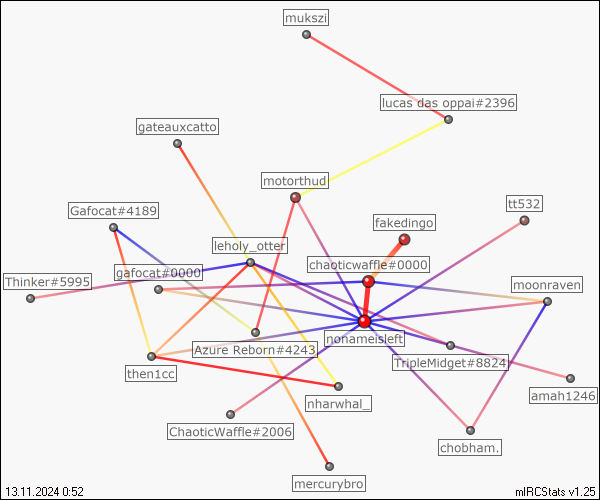 mukszi
lucas das oppai#2396
gateauxcatto
motorthud
Gafocat#4189
tt532
fakedingo
leholy_otter
chaoticwaffle#0000
gafocat#0000
Thinker#5995
moonraven
nonameisleft
Azure Reborn#4243
TripleMidget#8824
then1cc
amah1246
nharwhal_
ChaoticWaffle#2006
chobham.
mercurybro
13.11.2024 0:52
mIRCStats v1.25